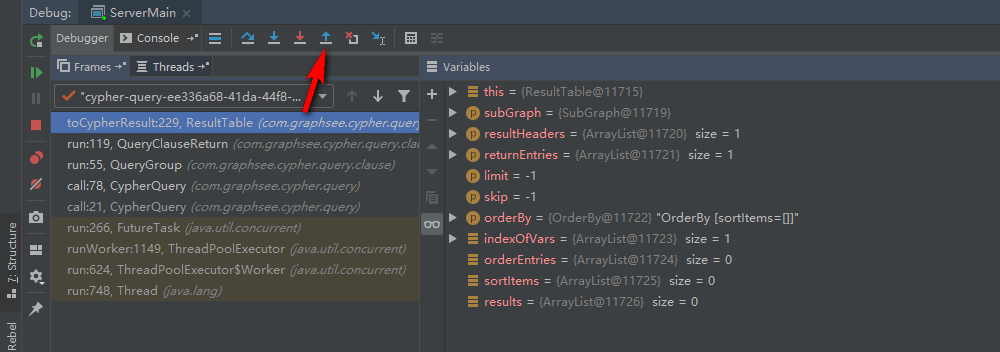 Debug: ServerMain ×
Debugger Console →*
Frames →* Threads →*
Variables
"cypher-query-ee336a68-41da-44f8-...
toCypherResult:229, ResultTable (com.graphsee.cypher.query
run:119, QueryClauseReturn (com.graphsee.cypher.query.clause)
run:55, QueryGroup (com.graphsee.cypher.query.clause)
call:78, CypherQuery (com.graphsee.cypher.query)
call:21, CypherQuery (com.graphsee.cypher.query)
run:266, FutureTask (java.util.concurrent)
runWorker:1149, ThreadPoolExecutor (java.util.concurrent)
run:624, ThreadPoolExecutor$Worker (java.util.concurrent)
run:748, Thread (java.lang)
this = {ResultTable@11715}
subGraph = {SubGraph@11719}
resultHeaders = {ArrayList@11720} size = 1
returnEntries = {ArrayList@11721} size = 1
limit = -1
skip = -1
orderBy = {OrderBy@11722} "OrderBy [sortItems=[]]"
indexOfVars = {ArrayList@11723} size = 1
orderEntries = {ArrayList@11724} size = 0
sortItems = {ArrayList@11725} size = 0
results = {ArrayList@11726} size = 0
7: Structure
Rebel